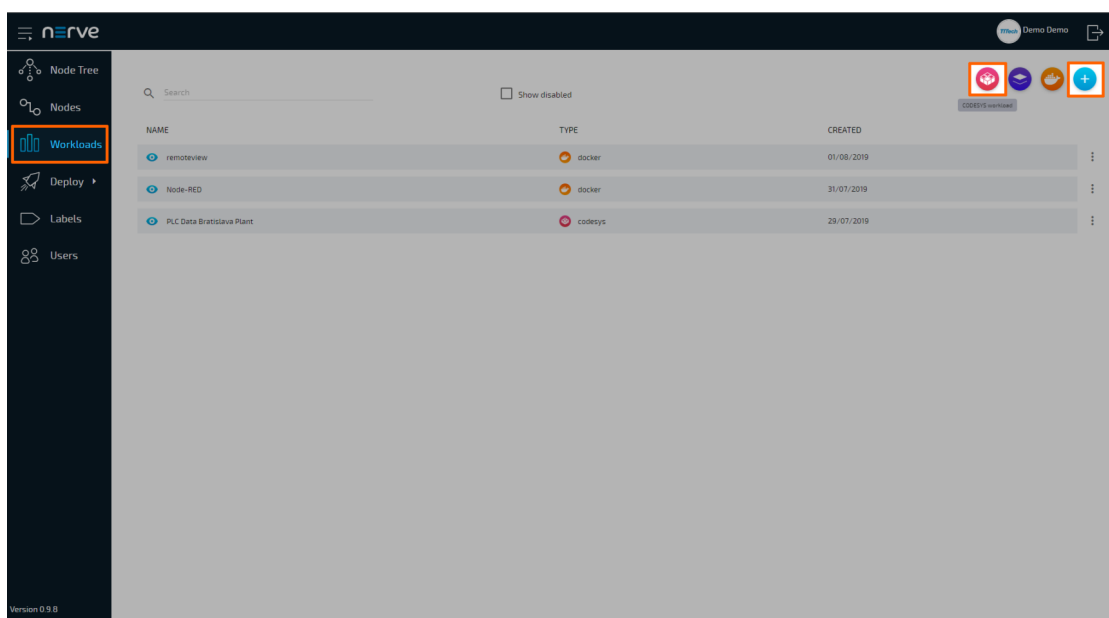 nerve
TTTech
Demo Demo
Node Tree
Nodes
Workloads
Deploy
Labels
Users
Search
Show disabled
CODESYS workload
NAME TYPE CREATED
remoteview docker 01/08/2019
Node-RED docker 31/07/2019
PLC Data Bratislava Plant codesys 29/07/2019
Version 0.9.8